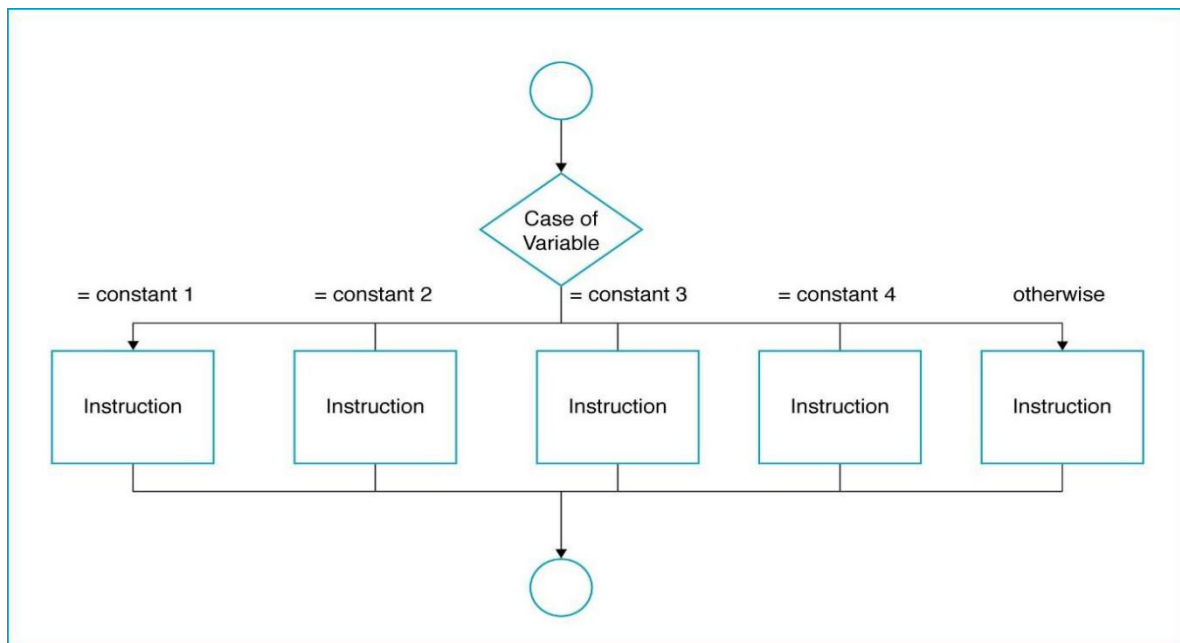 Case of
Variable
= constant 1
= constant 2
= constant 3
= constant 4
otherwise
Instruction
Instruction
Instruction
Instruction
Instruction